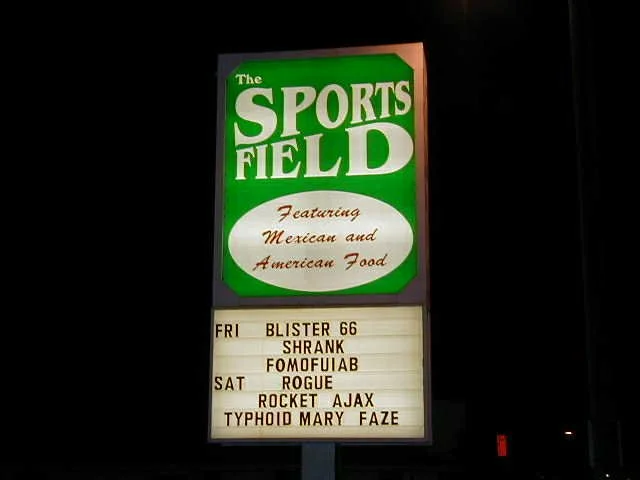 The
SPORTS
FIELD
Featuring
Mexican and
American Food
FRI BLISTER 66
SHRANK
FOMOFUIAB
SAT ROGUE
ROCKET AJAX
TYPHOID MARY FAZE